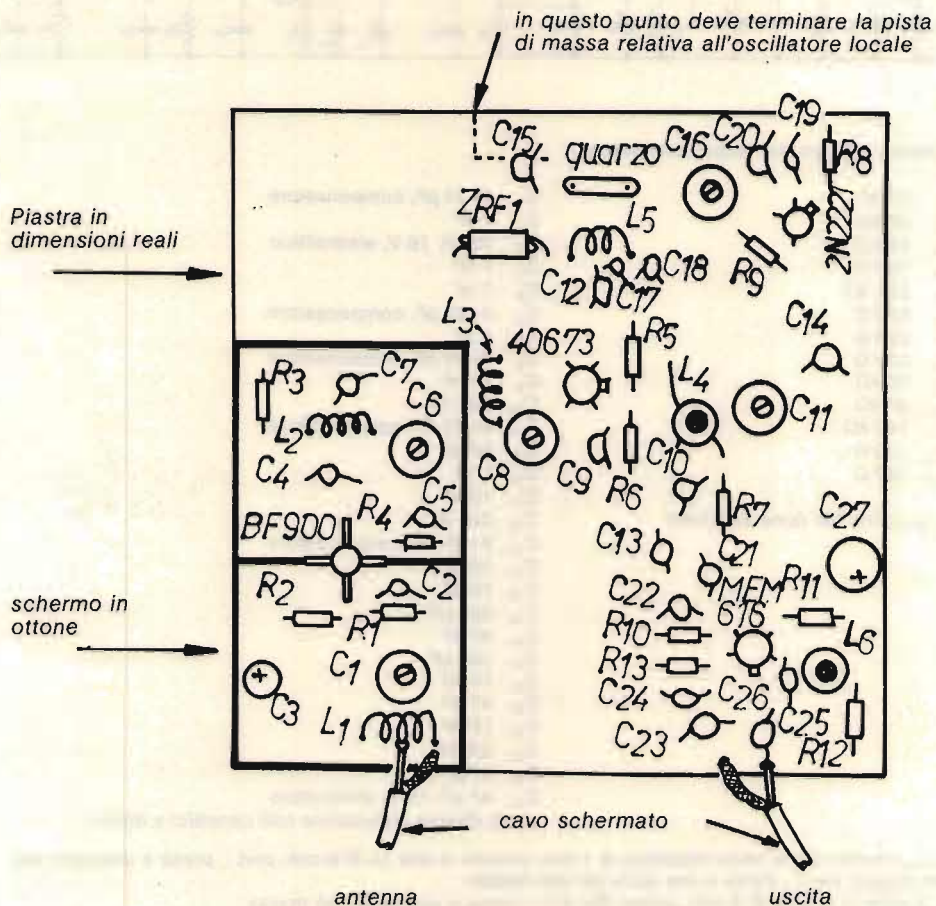 in questo punto deve terminare la pista
di massa relativa all'oscillatore locale
C15
quarzo
C16
C20
C19
R8
Piastra in
dimensioni reali
ZRF1
L5
2N2221
R9
C12
C17
C18
L3
40673
R5
C14
R3
C7
C6
L4
L2
C11
C4
C8
C9
R6
C10
C5
R4
R7
C27
BF900
C13
C21
R2
C2
MEM
616
R11
schermo in
ottone
R1
C22
R10
L6
C1
R13
C3
C24
C26
L1
C23
C25
R12
cavo schermato
antenna
uscita